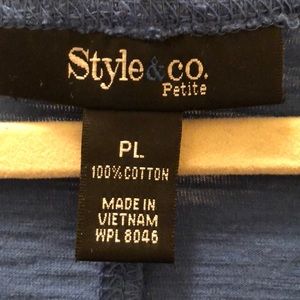 Style & co.
Petite
PL
100% COTTON
MADE IN
VIETNAM
WPL 8046